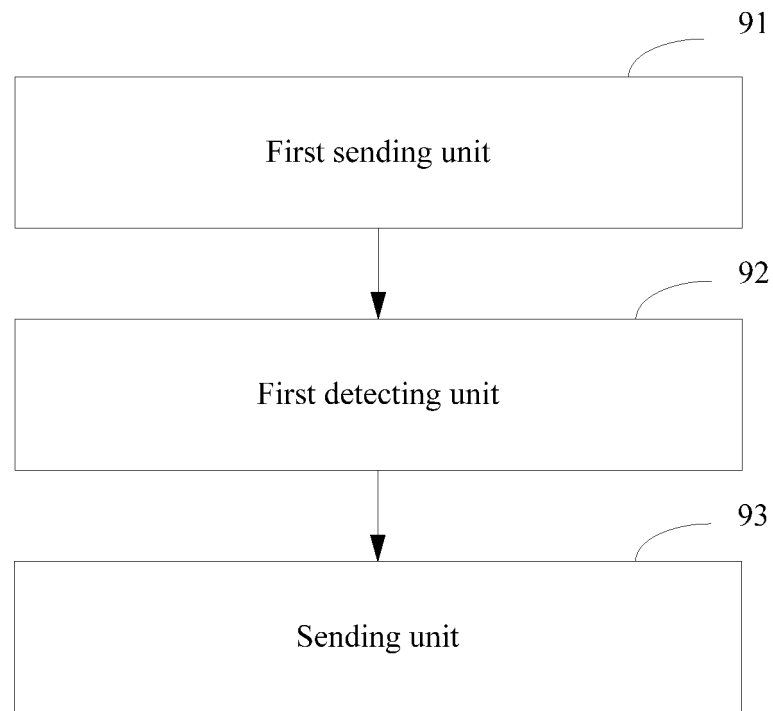 91
First sending unit
92
First detecting unit
93
Sending unit